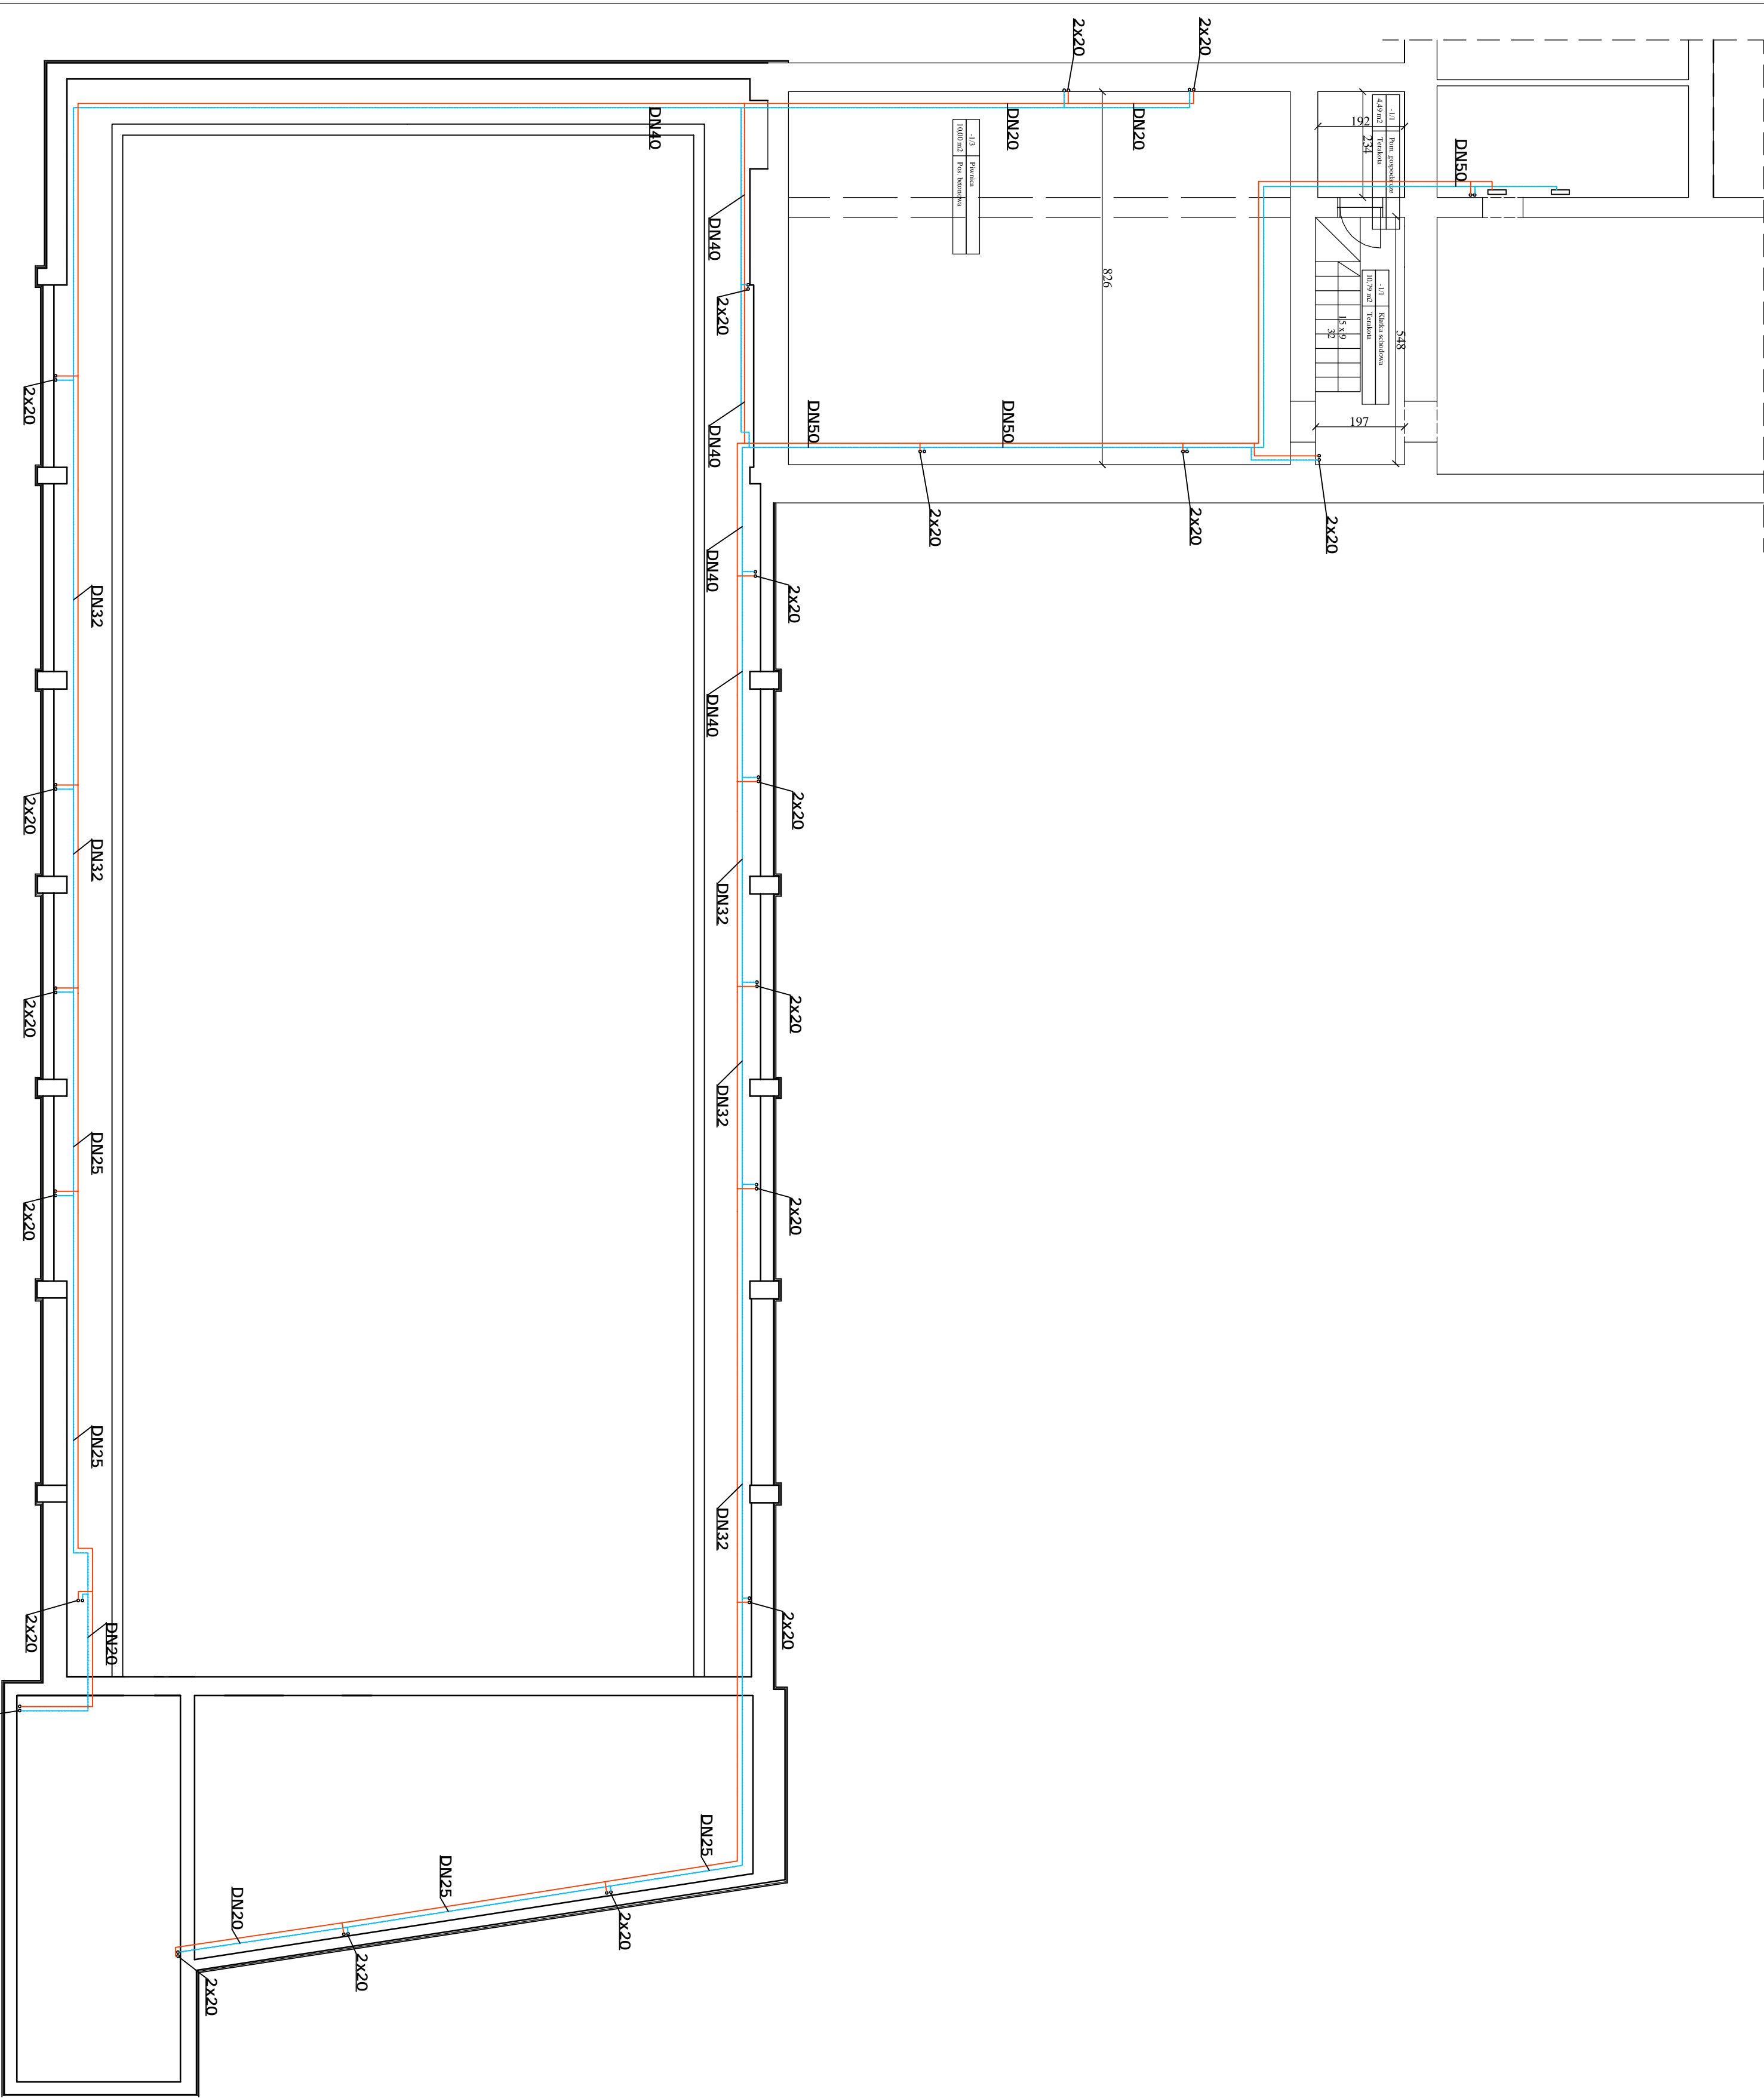 2x20
2x20
DN40
DN20
DN20
-1/1 Pom. gospodarcze
4,49 m2 Terakota
192
234
DN50
-1/3 Piwnica
10,00 m2 Pos. betonowa
DN40
2x20
826
-1/1 Klatka schodowa
10,79 m2 Terakota
15 x 19
32
548
197
2x20
DN40
DN50
DN50
2x20
2x20
2x20
DN40
2x20
DN32
DN40
2x20
2x20
DN32
DN32
2x20
2x20
DN32
DN25
2x20
2x20
DN25
DN32
2x20
DN20
2x20
DN25
DN25
DN20
2x20
2x20
2x20